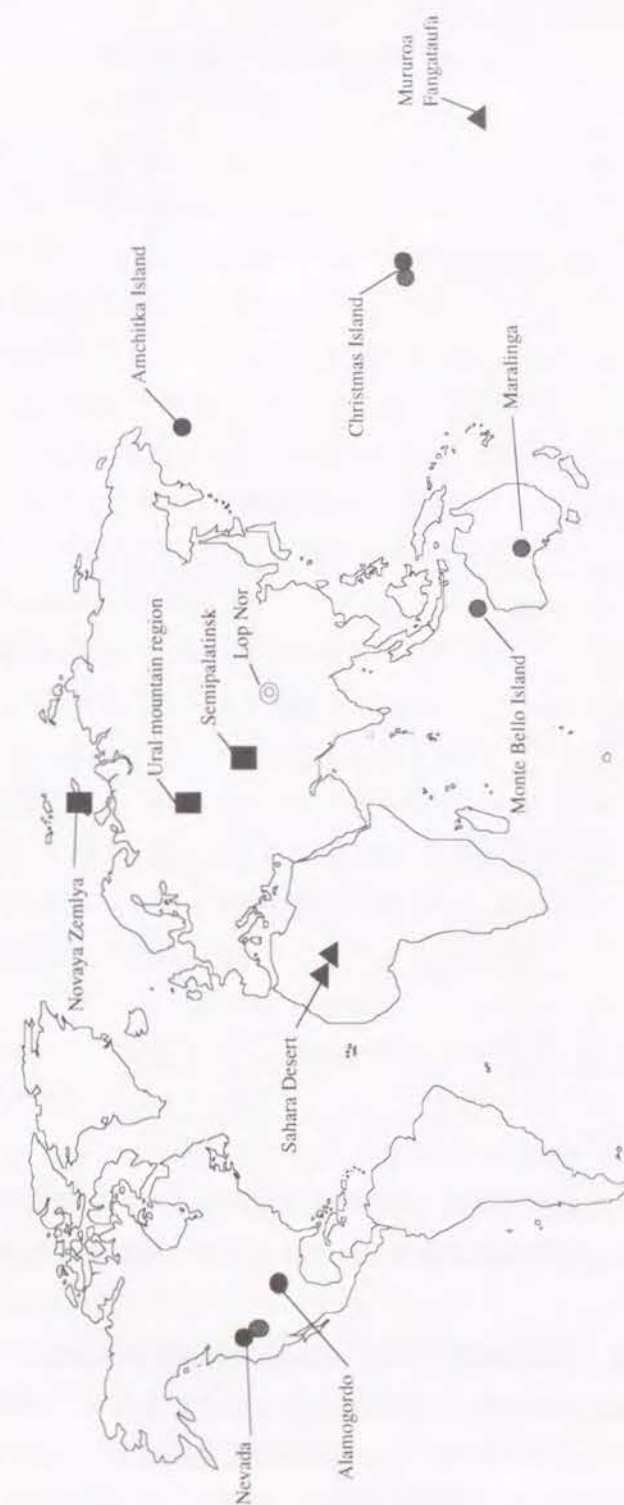 Novaya Zemlya
Ural mountain region
Semipalatinsk
Lop Nor
Amchitka Island
Nevada
Alamogordo
Sahara Desert
Christmas Island
Mururoa
Fangataufa
Monte Bello Island
Maralinga